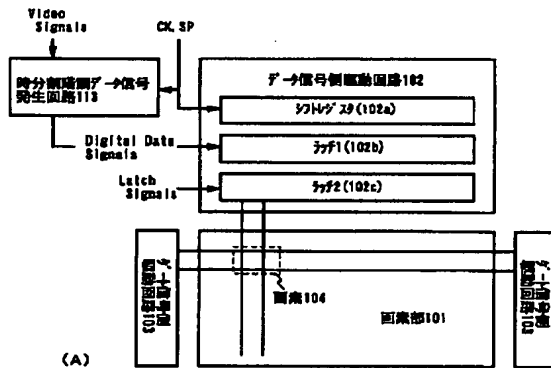 Video
Signals
CK, SP
時分割階調データ信号
発生回路113
データ信号側駆動回路102
シフトレジスタ(102a)
Digital Data
Signals
ラッチ1(102b)
Latch
Signals
ラッチ2(102c)
ゲート信号側
駆動回路103
画素104
画素部101
ゲート信号側
駆動回路103
(A)